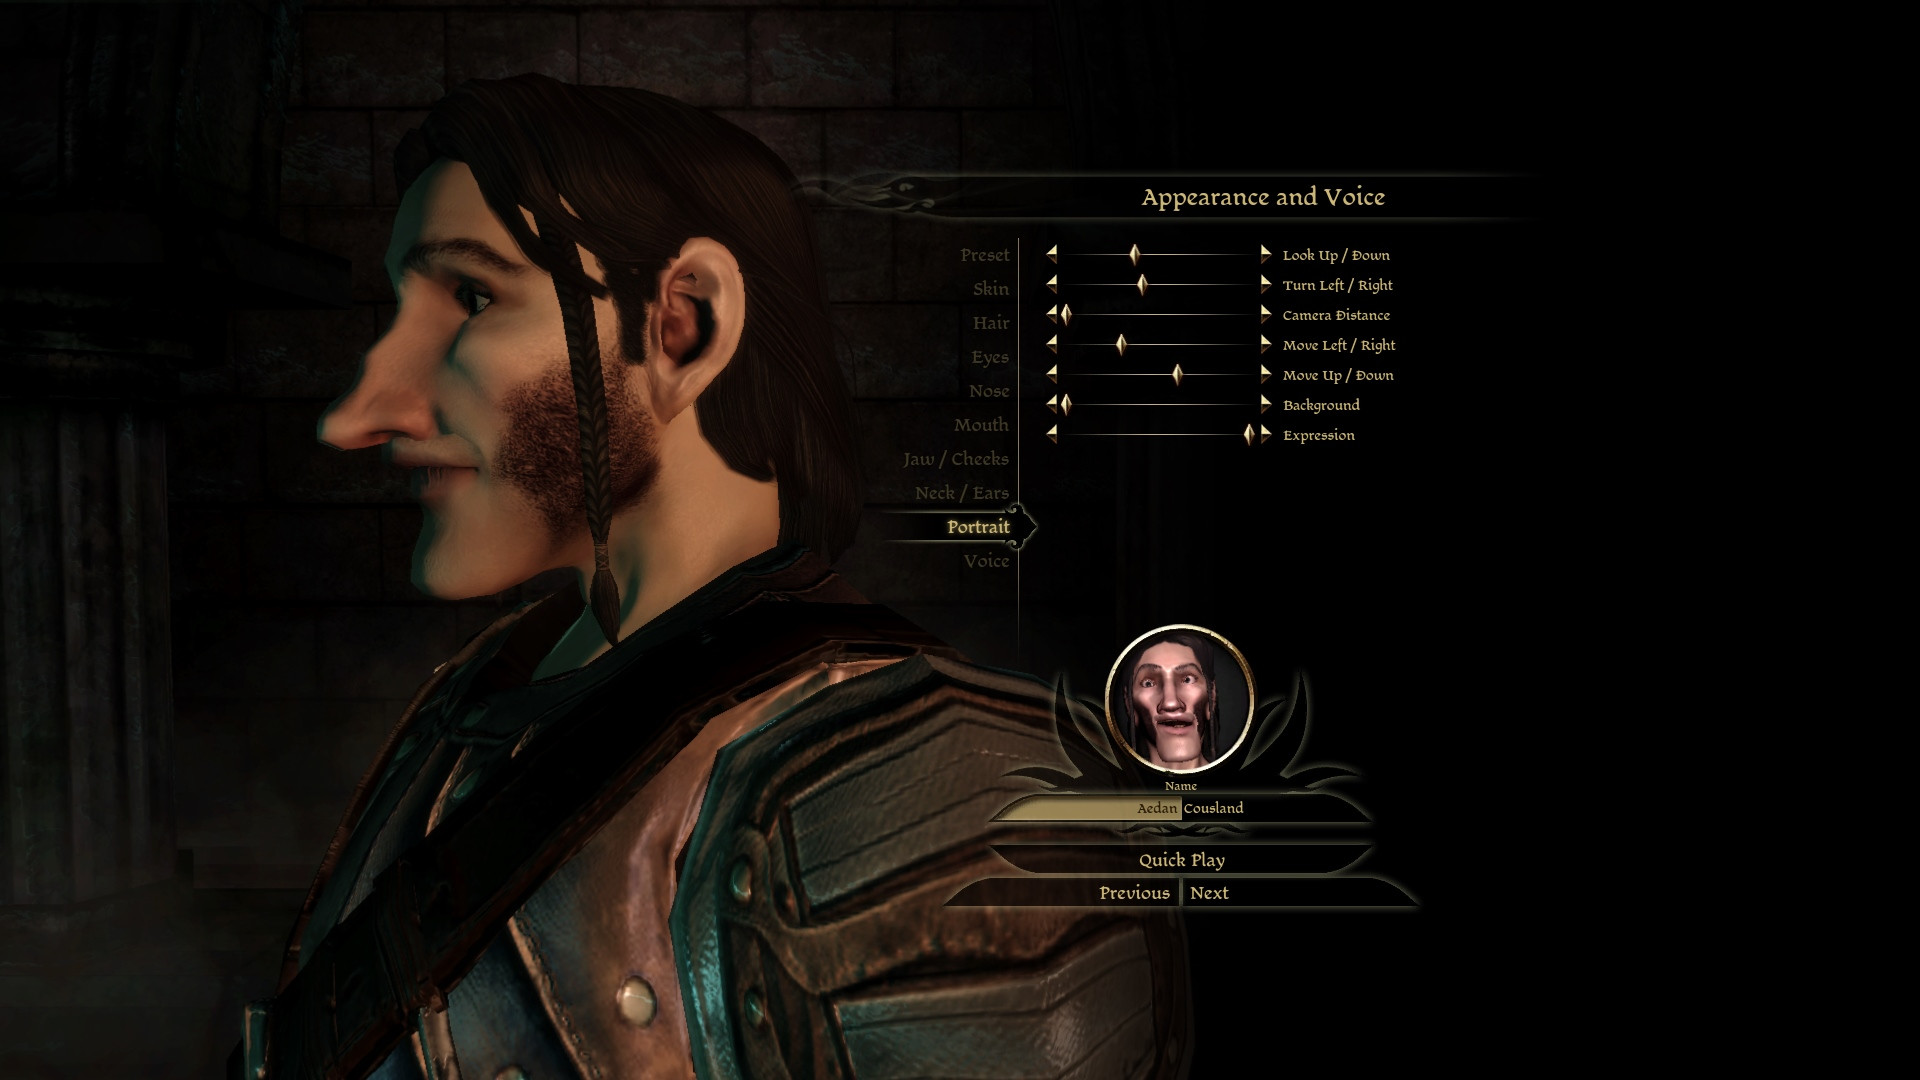 Appearance and Voice
Preset
Skin
Hair
Eyes
Nose
Mouth
Jaw / Cheeks
Neck / Ears
Portrait
Voice
Look Up / Down
Turn Left / Right
Camera Distance
Move Left / Right
Move Up / Down
Background
Expression
Name
Aedan Cousland
Quick Play
Previous
Next